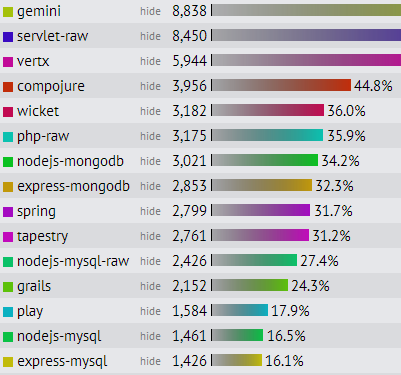 gemini hide 8,838
servlet-raw hide 8,450
vertx hide 5,944
compojure hide 3,956 44.8%
wicket hide 3,182 36.0%
php-raw hide 3,175 35.9%
nodejs-mongodb hide 3,021 34.2%
express-mongodb hide 2,853 32.3%
spring hide 2,799 31.7%
tapestry hide 2,761 31.2%
nodejs-mysql-raw hide 2,426 27.4%
grails hide 2,152 24.3%
play hide 1,584 17.9%
nodejs-mysql hide 1,461 16.5%
express-mysql hide 1,426 16.1%